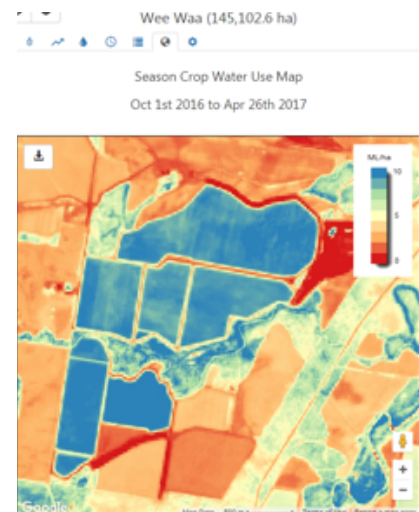 Wee Waa (145,102.6 ha)
Season Crop Water Use Map
Oct 1st 2016 to Apr 26th 2017
ML/ha
10
5
0
Google